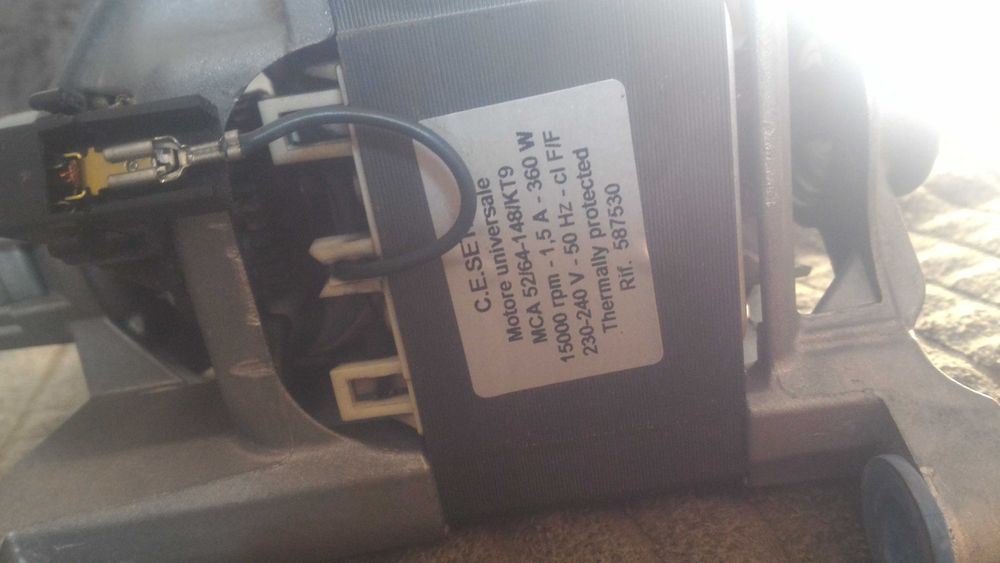 C.E.SE
Motore universale
MCA 52/64-148/KT9
15000 rpm - 1,5 A - 360 W
230-240 V - 50 Hz - cl F/F
Thermally protected
Rif. 587530